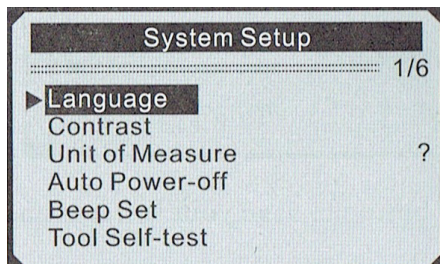 System Setup
1/6
Language
Contrast
Unit of Measure ?
Auto Power-off
Beep Set
Tool Self-test